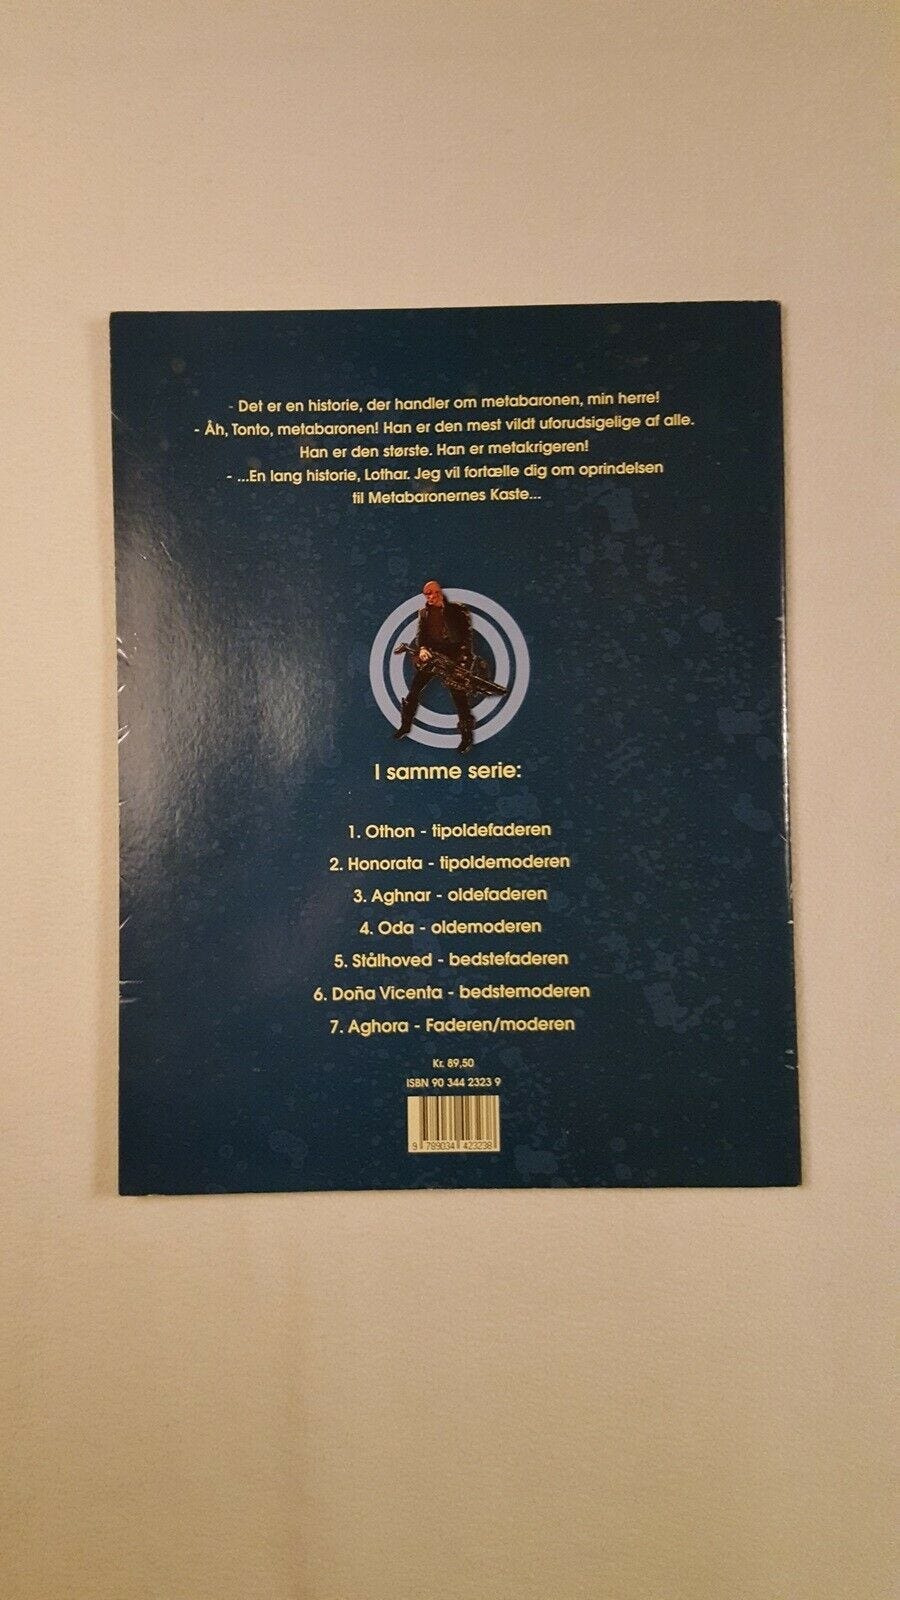 - Det er en historie, der handler om metabaronen, min herre!
- Åh, Tonto, metabaronen! Han er den mest vildt uforudsigelige af alle.
Han er den største. Han er metakrigeren!
- ...En lang historie, Lothar. Jeg vil fortælle dig om oprindelsen
til Metabaronernes Kaste...
I samme serie:
1. Othon - tipoldefaderen
2. Honorata - tipoldemoderen
3. Aghnar - oldefaderen
4. Oda - oldemoderen
5. Stålhoved - bedstefaderen
6. Doña Vicenta - bedstemoderen
7. Aghora - Faderen/moderen
Kr. 89,50
ISBN 90 344 2323 9
9 789034 423238